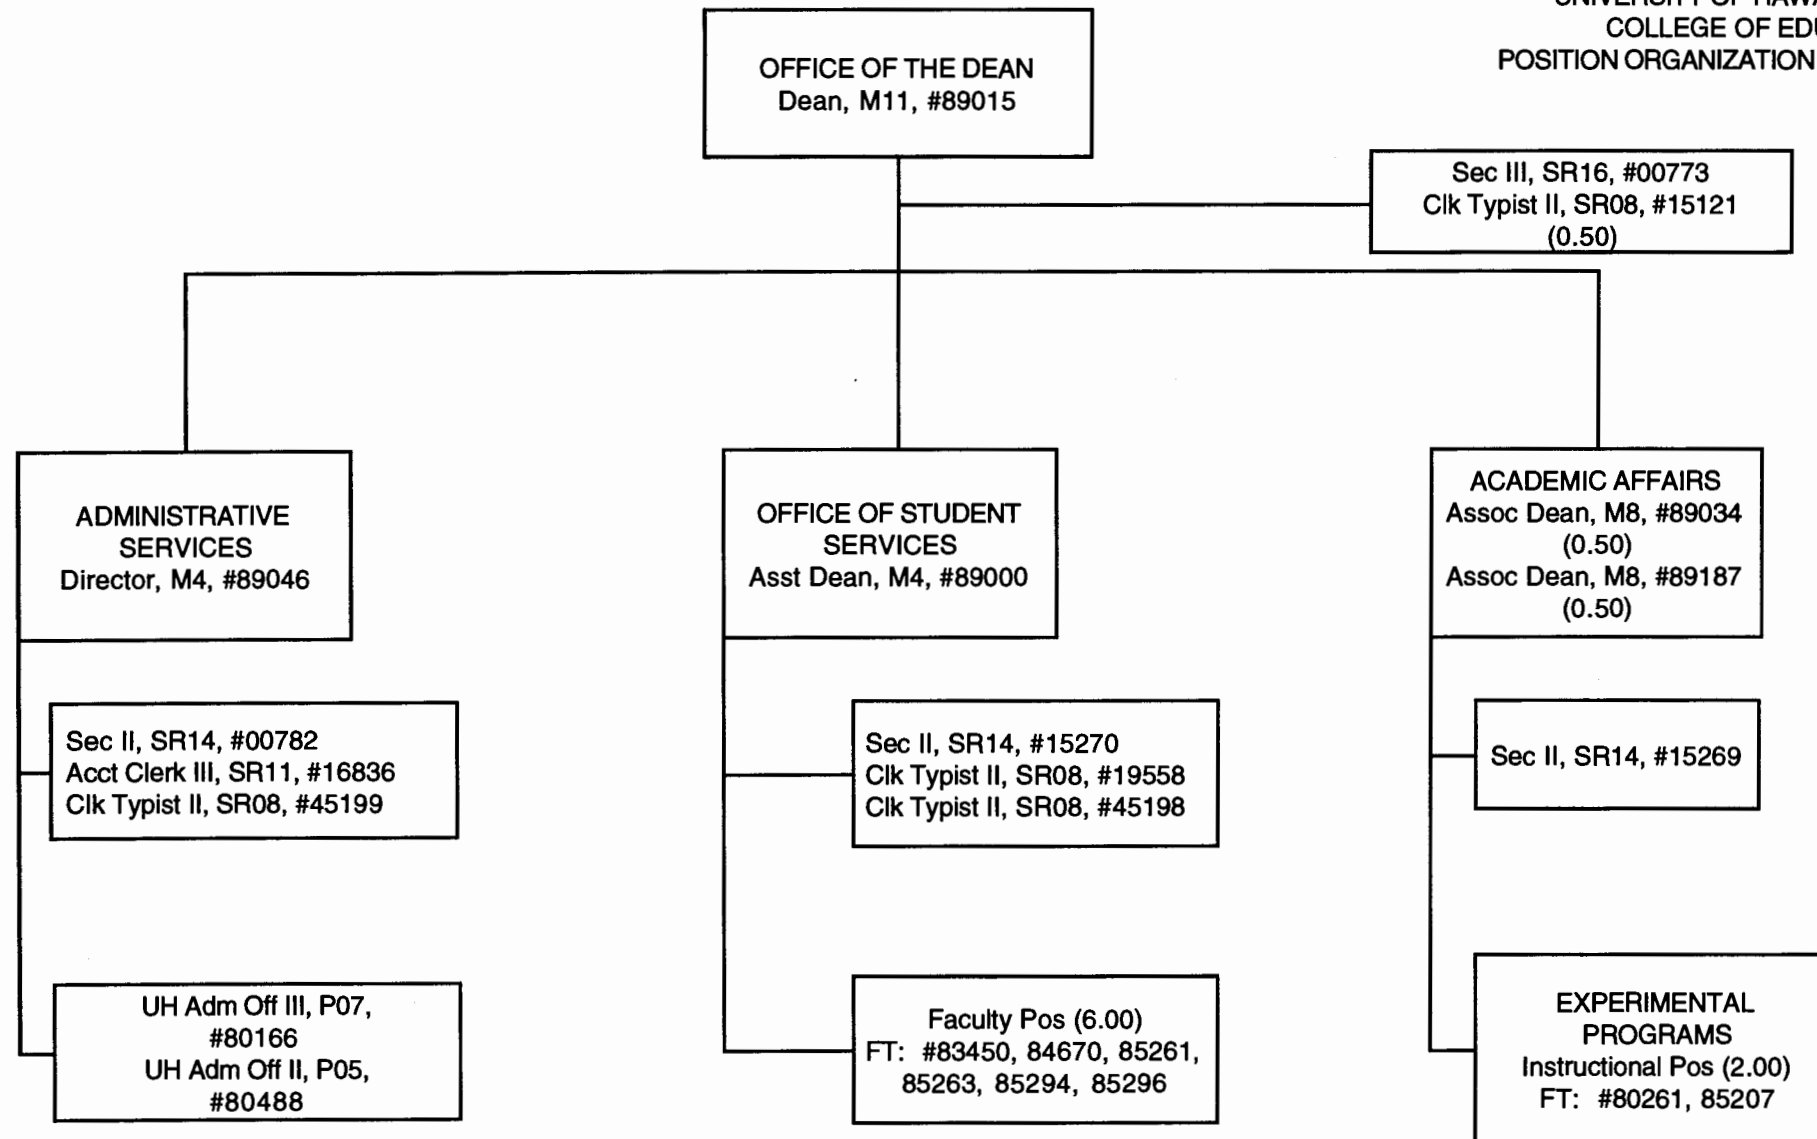 UNIVERSITY OF
COLLEGE OF
POSITION ORGANIZATION
OFFICE OF THE DEAN
Dean, M11, #89015
Sec III, SR16, #00773
Clk Typist II, SR08, #15121
(0.50)
ADMINISTRATIVE
SERVICES
Director, M4, #89046
OFFICE OF STUDENT
SERVICES
Asst Dean, M4, #89000
ACADEMIC AFFAIRS
Assoc Dean, M8, #89034
(0.50)
Assoc Dean, M8, #89187
(0.50)
Sec II, SR14, #00782
Acct Clerk III, SR11, #16836
Clk Typist II, SR08, #45199
Sec II, SR14, #15270
Clk Typist II, SR08, #19558
Clk Typist II, SR08, #45198
Sec II, SR14, #15269
UH Adm Off III, P07,
#80166
UH Adm Off II, P05,
#80488
Faculty Pos (6.00)
FT: #83450, 84670, 85261,
85263, 85294, 85296
EXPERIMENTAL
PROGRAMS
Instructional Pos (2.00)
FT: #80261, 85207